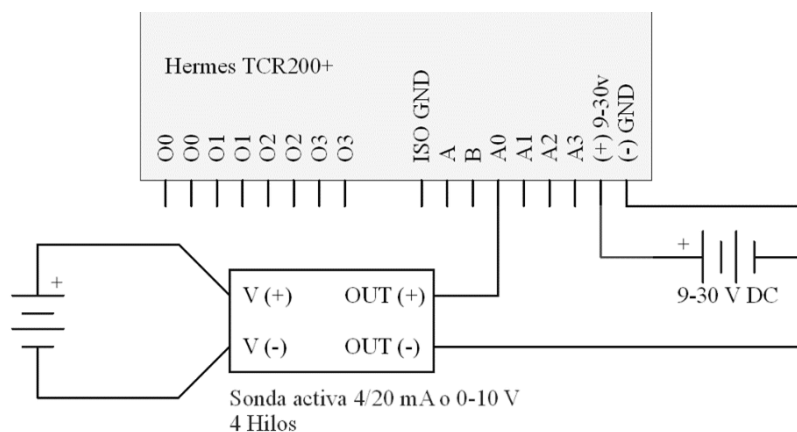 Hermes TCR200+
O0
O0
O1
O1
O2
O2
O3
O3
ISO GND
A
B
A0
A1
A2
A3
(+) 9-30v
(-) GND
+
+
9-30 V DC
V (+)
OUT (+)
V (-)
OUT (-)
Sonda activa 4/20 mA o 0-10 V
4 Hilos